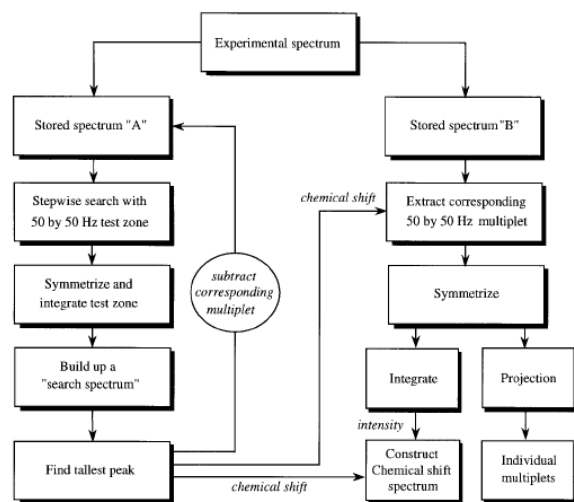 Experimental spectrum
Stored spectrum "A"
Stored spectrum "B"
Stepwise search with
50 by 50 Hz test zone
chemical shift
Extract corresponding
50 by 50 Hz multiplet
Symmetrize and
integrate test zone
subtract
corresponding
multiplet
Symmetrize
Build up a
"search spectrum"
Integrate
Projection
intensity
Find tallest peak
chemical shift
Construct
Chemical shift
spectrum
Individual
multiplets